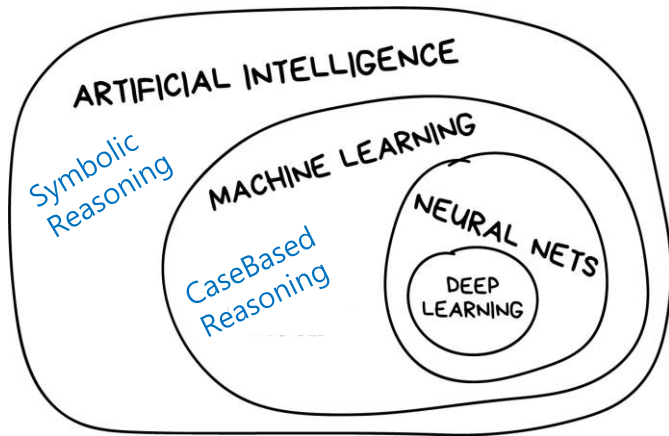 ARTIFICIAL INTELLIGENCE
Symbolic
Reasoning
MACHINE LEARNING
CaseBased
Reasoning
NEURAL NETS
DEEP
LEARNING